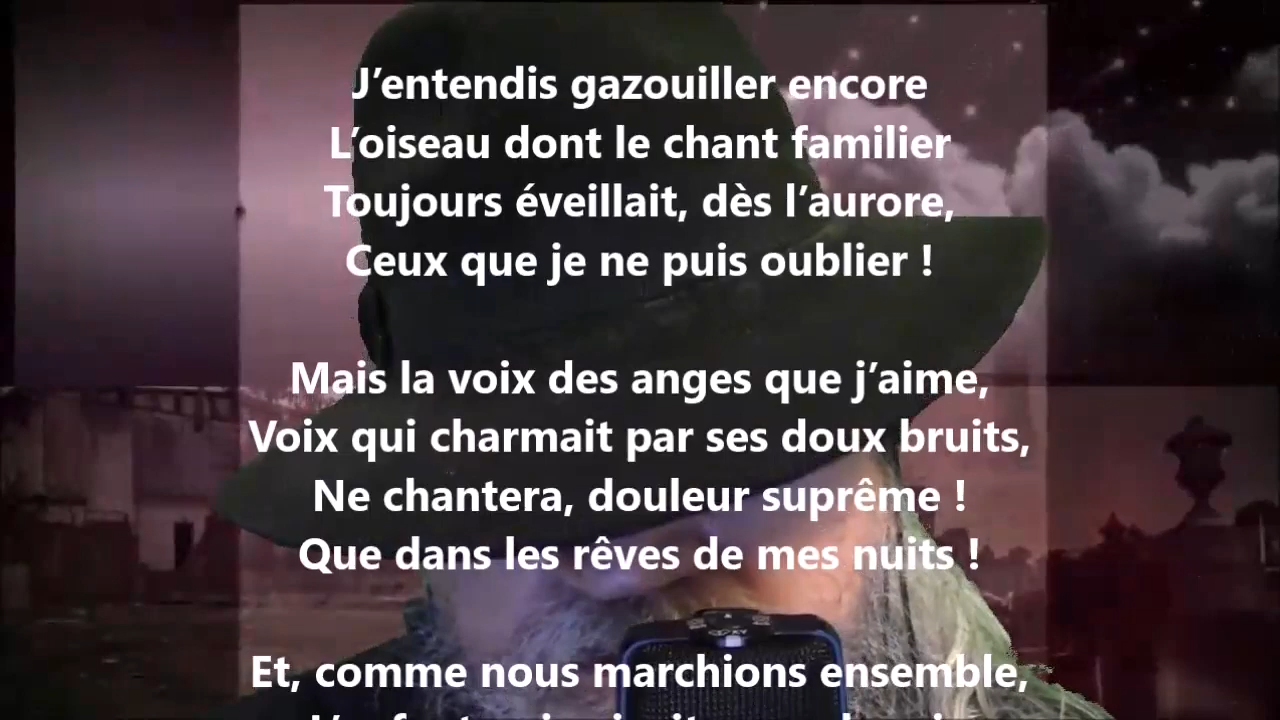 J’entendis gazouiller encore
L’oiseau dont le chant familier
Toujours éveillait, dès l’aurore,
Ceux que je ne puis oublier !
Mais la voix des anges que j’aime,
Voix qui charmait par ses doux bruits,
Ne chantera, douleur suprême !
Que dans les rêves de mes nuits !
Et, comme nous marchions ensemble,